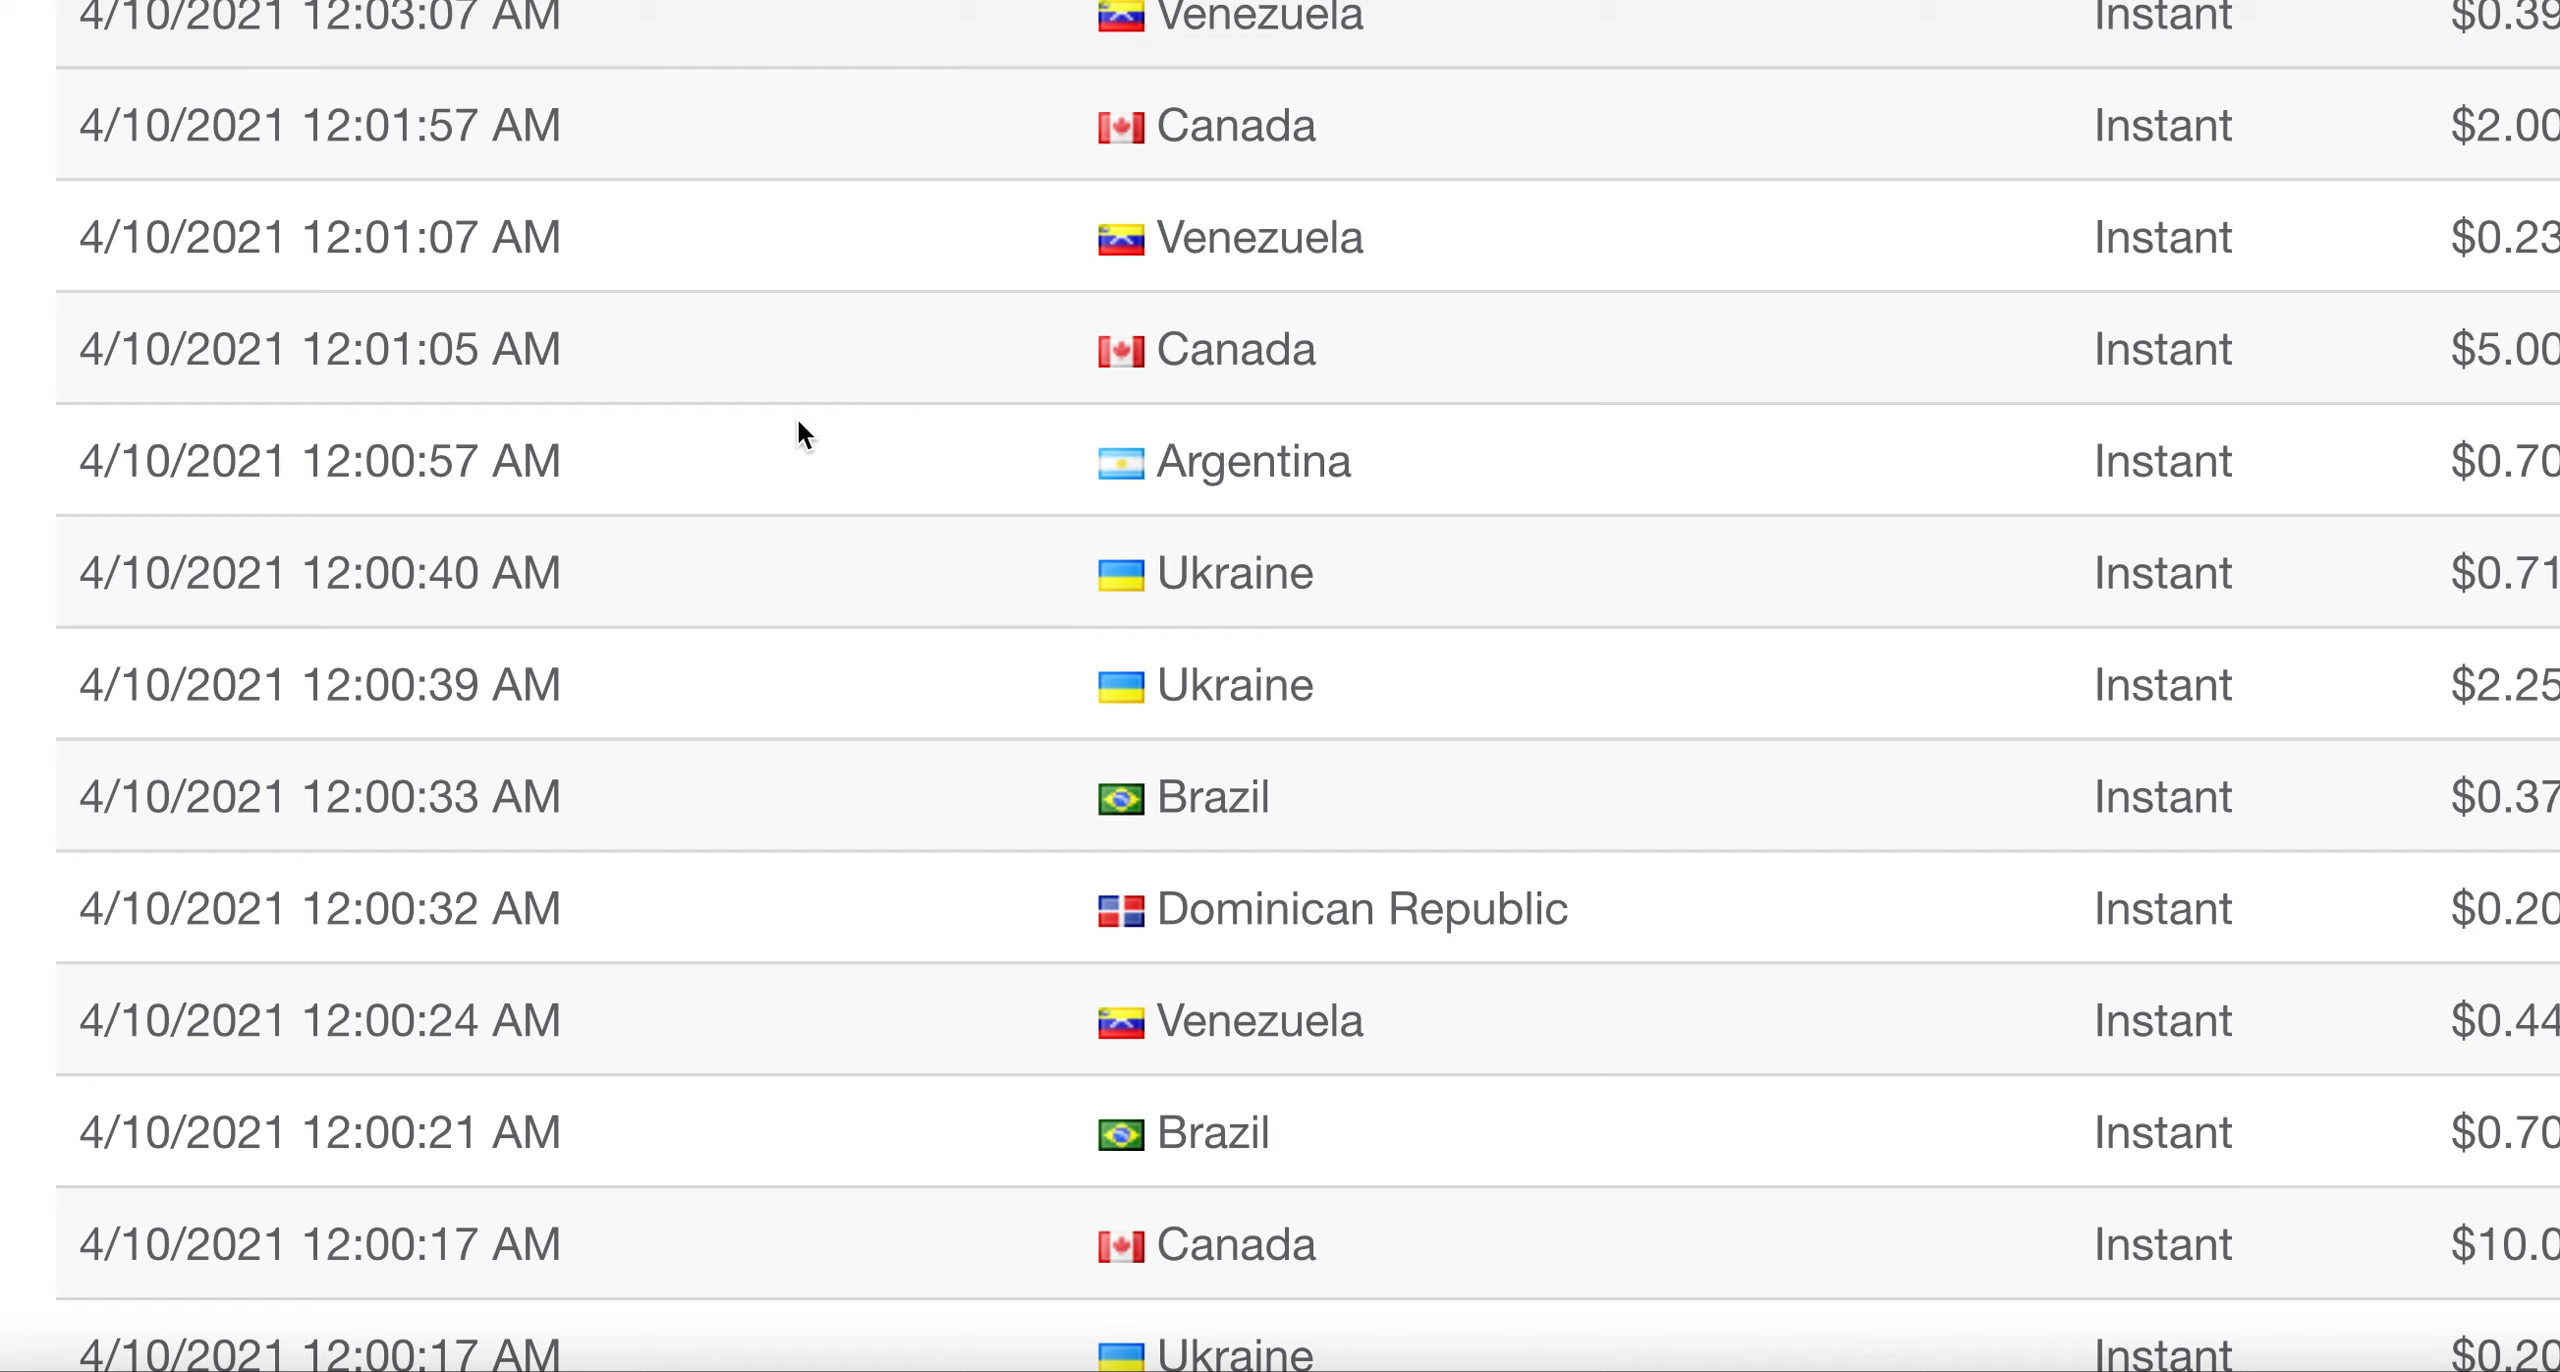 4/10/2021 12:03:07 AM Venezuela Instant $0.39
4/10/2021 12:01:57 AM Canada Instant $2.00
4/10/2021 12:01:07 AM Venezuela Instant $0.23
4/10/2021 12:01:05 AM Canada Instant $5.00
4/10/2021 12:00:57 AM Argentina Instant $0.70
4/10/2021 12:00:40 AM Ukraine Instant $0.71
4/10/2021 12:00:39 AM Ukraine Instant $2.25
4/10/2021 12:00:33 AM Brazil Instant $0.37
4/10/2021 12:00:32 AM Dominican Republic Instant $0.20
4/10/2021 12:00:24 AM Venezuela Instant $0.44
4/10/2021 12:00:21 AM Brazil Instant $0.70
4/10/2021 12:00:17 AM Canada Instant $10.0
4/10/2021 12:00:17 AM Ukraine Instant $0.20